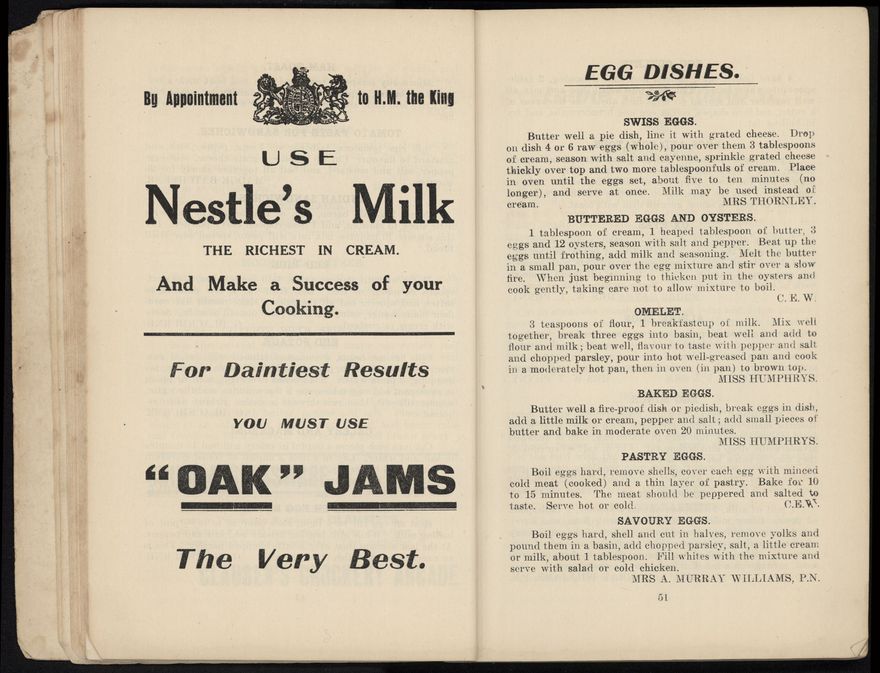 By Appointment to H.M. the King
USE
Nestle's Milk
THE RICHEST IN CREAM.
And Make a Success of your
Cooking.
For Daintiest Results
YOU MUST USE
"OAK" JAMS
The Very Best.
EGG DISHES.
SWISS EGGS.
Butter well a pie dish, line it with grated cheese. Drop
on dish 4 or 6 raw eggs (whole), pour over them 3 tablespoons
of cream, season with salt and cayenne, sprinkle grated cheese
thickly over top and two more tablespoonfuls of cream. Place
in oven until the eggs set, about five to ten minutes (no
longer), and serve at once. Milk may be used instead of
cream. MRS THORNLEY.
BUTTERED EGGS AND OYSTERS.
1 tablespoon of cream, 1 heaped tablespoon of butter, 3
eggs and 12 oysters, season with salt and pepper. Beat up the
eggs until frothing, add milk and seasoning. Melt the butter
in a small pan, pour over the egg mixture and stir over a slow
fire. When just beginning to thicken put in the oysters and
cook gently, taking care not to allow mixture to boil.
C. E. W.
OMELET.
3 teaspoons of flour, 1 breakfastcup of milk. Mix well
together, break three eggs into basin, beat well and add to
flour and milk; beat well, flavour to taste with pepper and salt
and chopped parsley, pour into hot well-greased pan and cook
in a moderately hot pan, then in oven (in pan) to brown top.
MISS HUMPHRYS.
BAKED EGGS.
Butter well a fire-proof dish or piedish, break eggs in dish,
add a little milk or cream, pepper and salt; add small pieces of
butter and bake in moderate oven 20 minutes.
MISS HUMPHRYS.
PASTRY EGGS.
Boil eggs hard, remove shells, cover each egg with minced
cold meat (cooked) and a thin layer of pastry. Bake for 10
to 15 minutes. The meat should be peppered and salted to
taste. Serve hot or cold. C.E.W.
SAVOURY EGGS.
Boil eggs hard, shell and cut in halves, remove yolks and
pound them in a basin, add chopped parsley, salt, a little cream
or milk, about 1 tablespoon. Fill whites with the mixture and
serve with salad or cold chicken.
MRS A. MURRAY WILLIAMS, P.N.
51